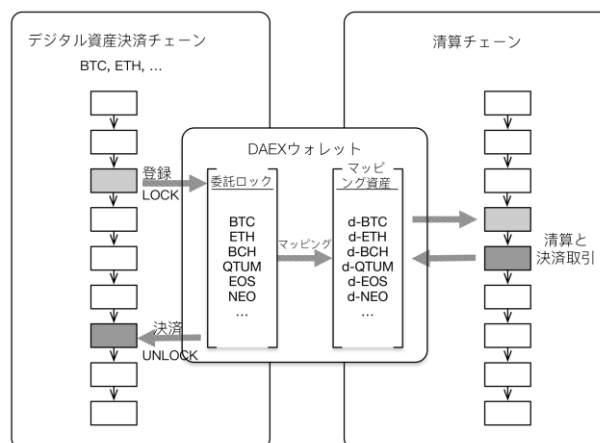 デジタル資産決済チェーン
BTC, ETH, ...
清算チェーン
DAEXウォレット
登録
LOCK
委託ロック
BTC
ETH
BCH
QTUM
EOS
NEO
...
マッピング
マッピ
ング資産
d-BTC
d-ETH
d-BCH
d-QTUM
d-EOS
d-NEO
...
清算と
決済取引
決済
UNLOCK